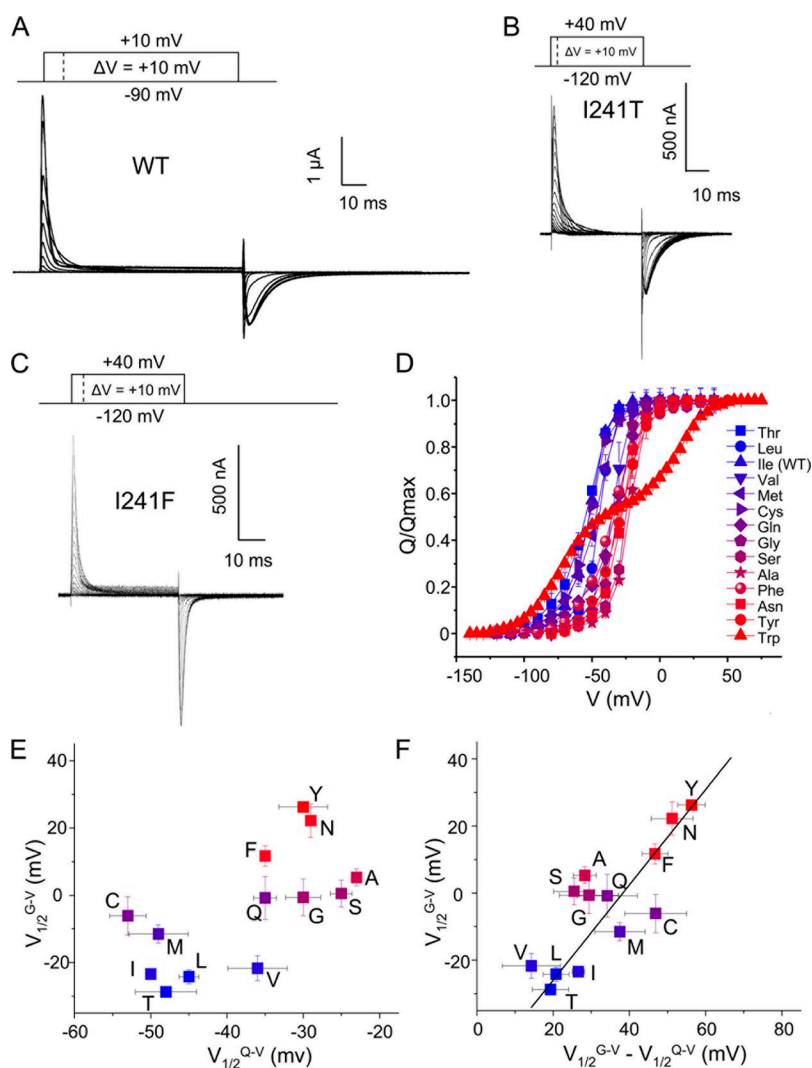 A
+10 mV
ΔV = +10 mV
-90 mV
WT
1 µA
10 ms
B
+40 mV
ΔV = +10 mV
-120 mV
I241T
500 nA
10 ms
C
+40 mV
ΔV = +10 mV
-120 mV
I241F
500 nA
10 ms
D
Q/Qmax
1.0
0.8
0.6
0.4
0.2
0
-150 -100 -50 0 50
V (mV)
Thr
Leu
Ile (WT)
Val
Met
Cys
Gln
Gly
Ser
Ala
Phe
Asn
Tyr
Trp
E
V1/2 G-V (mV)
40
20
0
-20
-40
Y
N
F
A
C
Q
G
S
M
I
L
V
T
-60 -50 -40 -30 -20
V1/2 Q-V (mv)
F
V1/2 G-V (mV)
40
20
0
-20
-40
Y
N
F
A
S
Q
G
C
M
V
L
I
T
0 20 40 60 80
V1/2 G-V - V1/2 Q-V (mV)